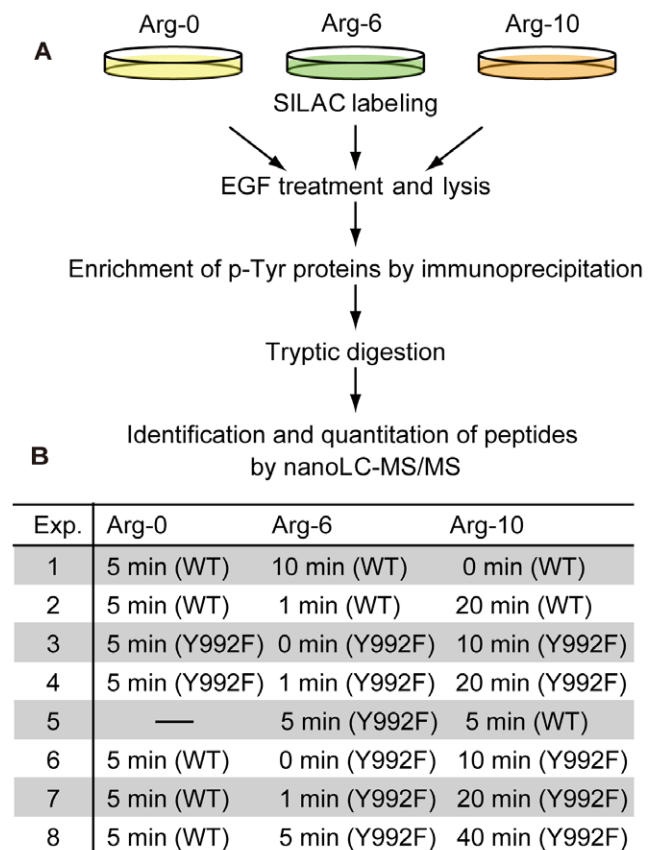 A
Arg-0 Arg-6 Arg-10
SILAC labeling
EGF treatment and lysis
Enrichment of p-Tyr proteins by immunoprecipitation
Tryptic digestion
Identification and quantitation of peptides
by nanoLC-MS/MS
B
Exp. Arg-0 Arg-6 Arg-10
1 5 min (WT) 10 min (WT) 0 min (WT)
2 5 min (WT) 1 min (WT) 20 min (WT)
3 5 min (Y992F) 0 min (Y992F) 10 min (Y992F)
4 5 min (Y992F) 1 min (Y992F) 20 min (Y992F)
5 — 5 min (Y992F) 5 min (WT)
6 5 min (WT) 0 min (Y992F) 10 min (Y992F)
7 5 min (WT) 1 min (Y992F) 20 min (Y992F)
8 5 min (WT) 5 min (Y992F) 40 min (Y992F)